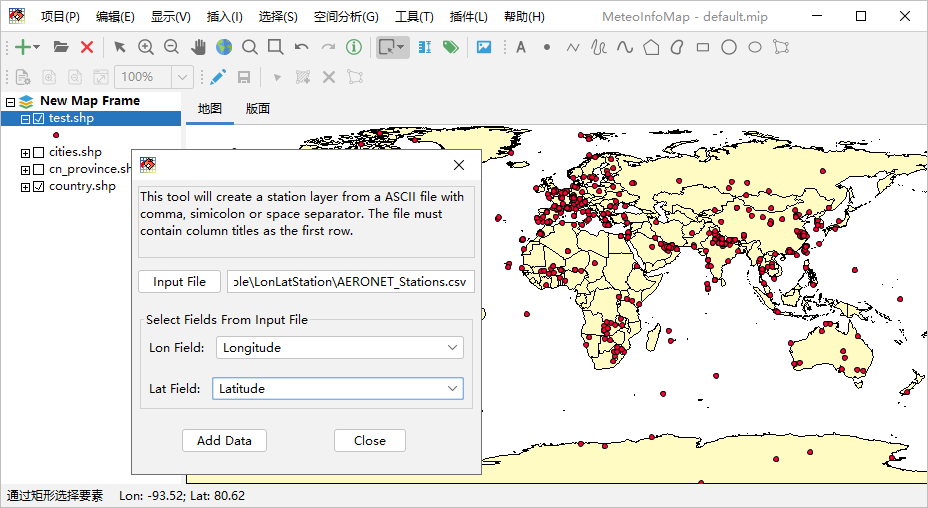 MeteoInfoMap - default.mip
项目(P) 编辑(E) 显示(V) 插入(I) 选择(S) 空间分析(G) 工具(T) 插件(L) 帮助(H)
A
100%
New Map Frame
地图 版面
test.shp
cities.shp
cn_province.sh
country.shp
This tool will create a station layer from a ASCII file with
comma, simicolon or space separator. The file must
contain column titles as the first row.
Input File
ple\LonLatStation\AERONET_Stations.csv
Select Fields From Input File
Lon Field: Longitude
Lat Field: Latitude
Add Data Close
通过矩形选择要素 Lon: -93.52; Lat: 80.62